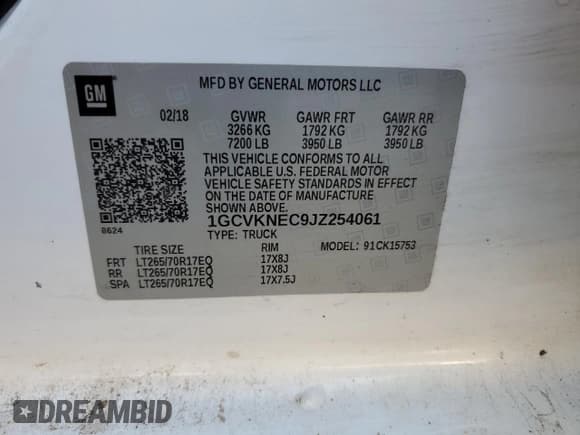 GM
MFD BY GENERAL MOTORS LLC
02/18 GVWR GAWR FRT GAWR RR
3266 KG 1792 KG 1792 KG
7200 LB 3950 LB 3950 LB
THIS VEHICLE CONFORMS TO ALL
APPLICABLE U.S. FEDERAL MOTOR
VEHICLE SAFETY STANDARDS IN EFFECT
ON THE DATE OF MANUFACTURE
SHOWN ABOVE.
1GCVKNEC9JZ254061
8624
TYPE: TRUCK MODEL: 91CK15753
TIRE SIZE RIM
FRT LT265/70R17EQ 17X8J
RR LT265/70R17EQ 17X8J
SPA LT265/70R17EQ 17X7.5J
DREAMBID